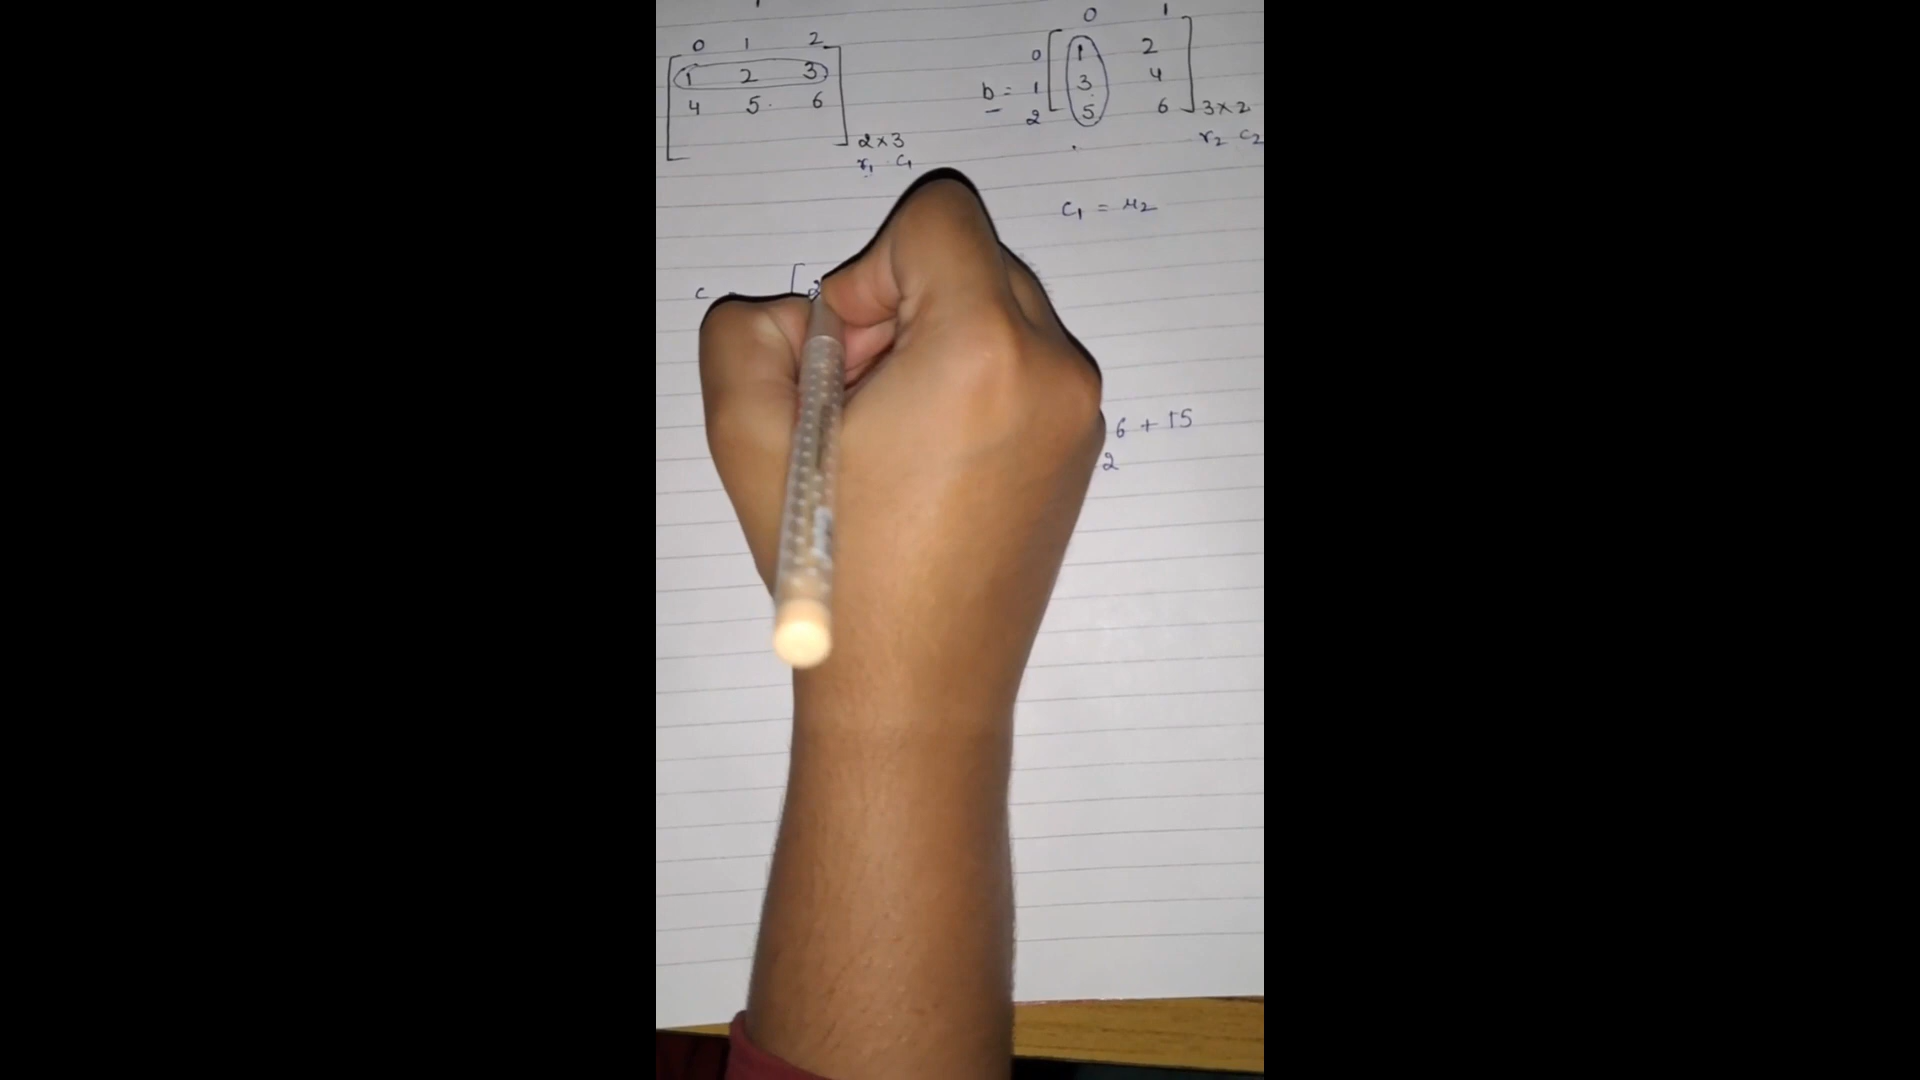 0 1 2
1 2 3
4 5 6
2 x 3
r1 c1
0 1
0 1 2
b = 1 3 4
2 5 6
3 x 2
r2 c2
c1 = r2
c
6 + 15
2